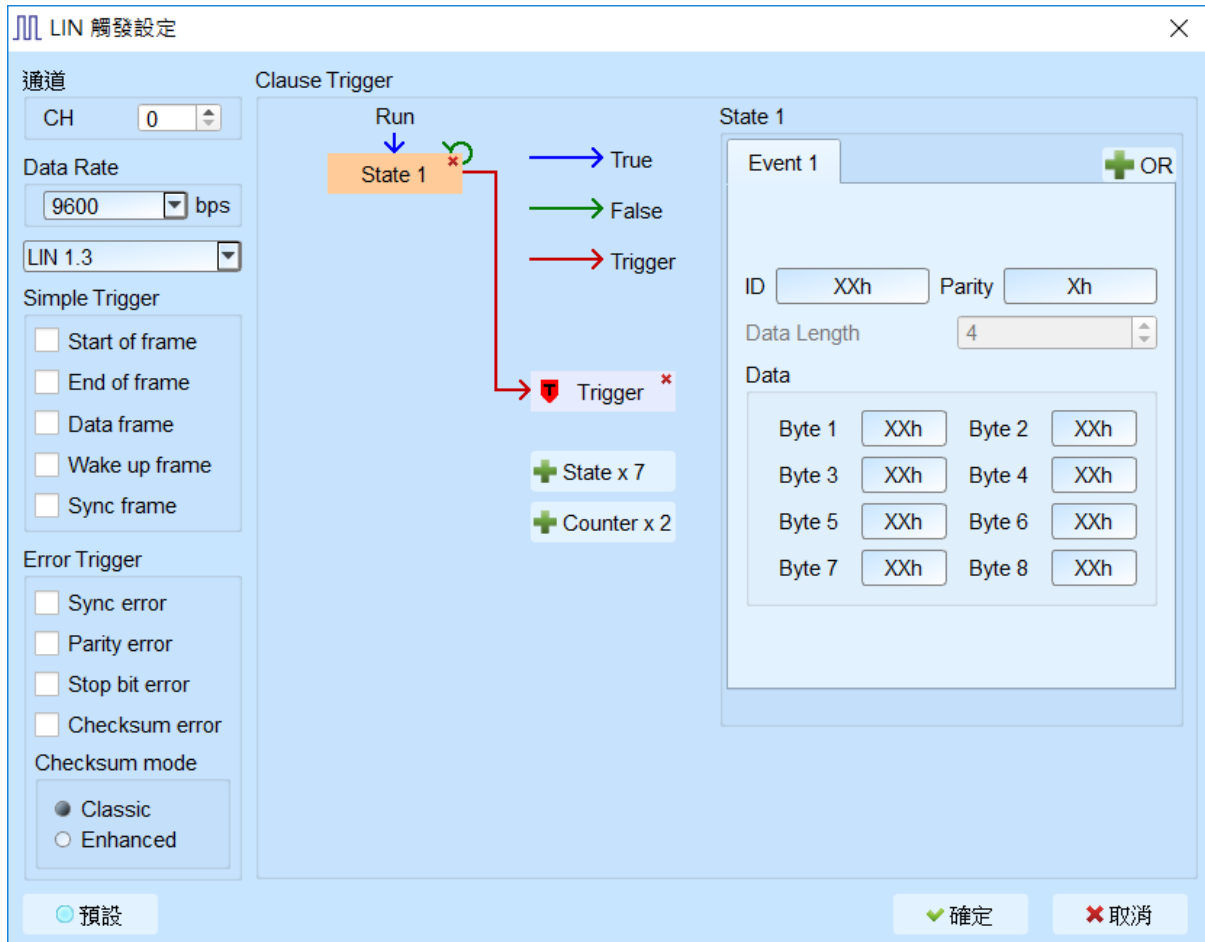 LIN 觸發設定
通道
CH 0
Data Rate
9600 bps
LIN 1.3
Simple Trigger
Start of frame
End of frame
Data frame
Wake up frame
Sync frame
Error Trigger
Sync error
Parity error
Stop bit error
Checksum error
Checksum mode
Classic
Enhanced
Clause Trigger
Run
State 1
True
False
Trigger
T Trigger
State x 7
Counter x 2
State 1
Event 1
OR
ID XXh Parity Xh
Data Length 4
Data
Byte 1 XXh Byte 2 XXh
Byte 3 XXh Byte 4 XXh
Byte 5 XXh Byte 6 XXh
Byte 7 XXh Byte 8 XXh
預設
確定
取消